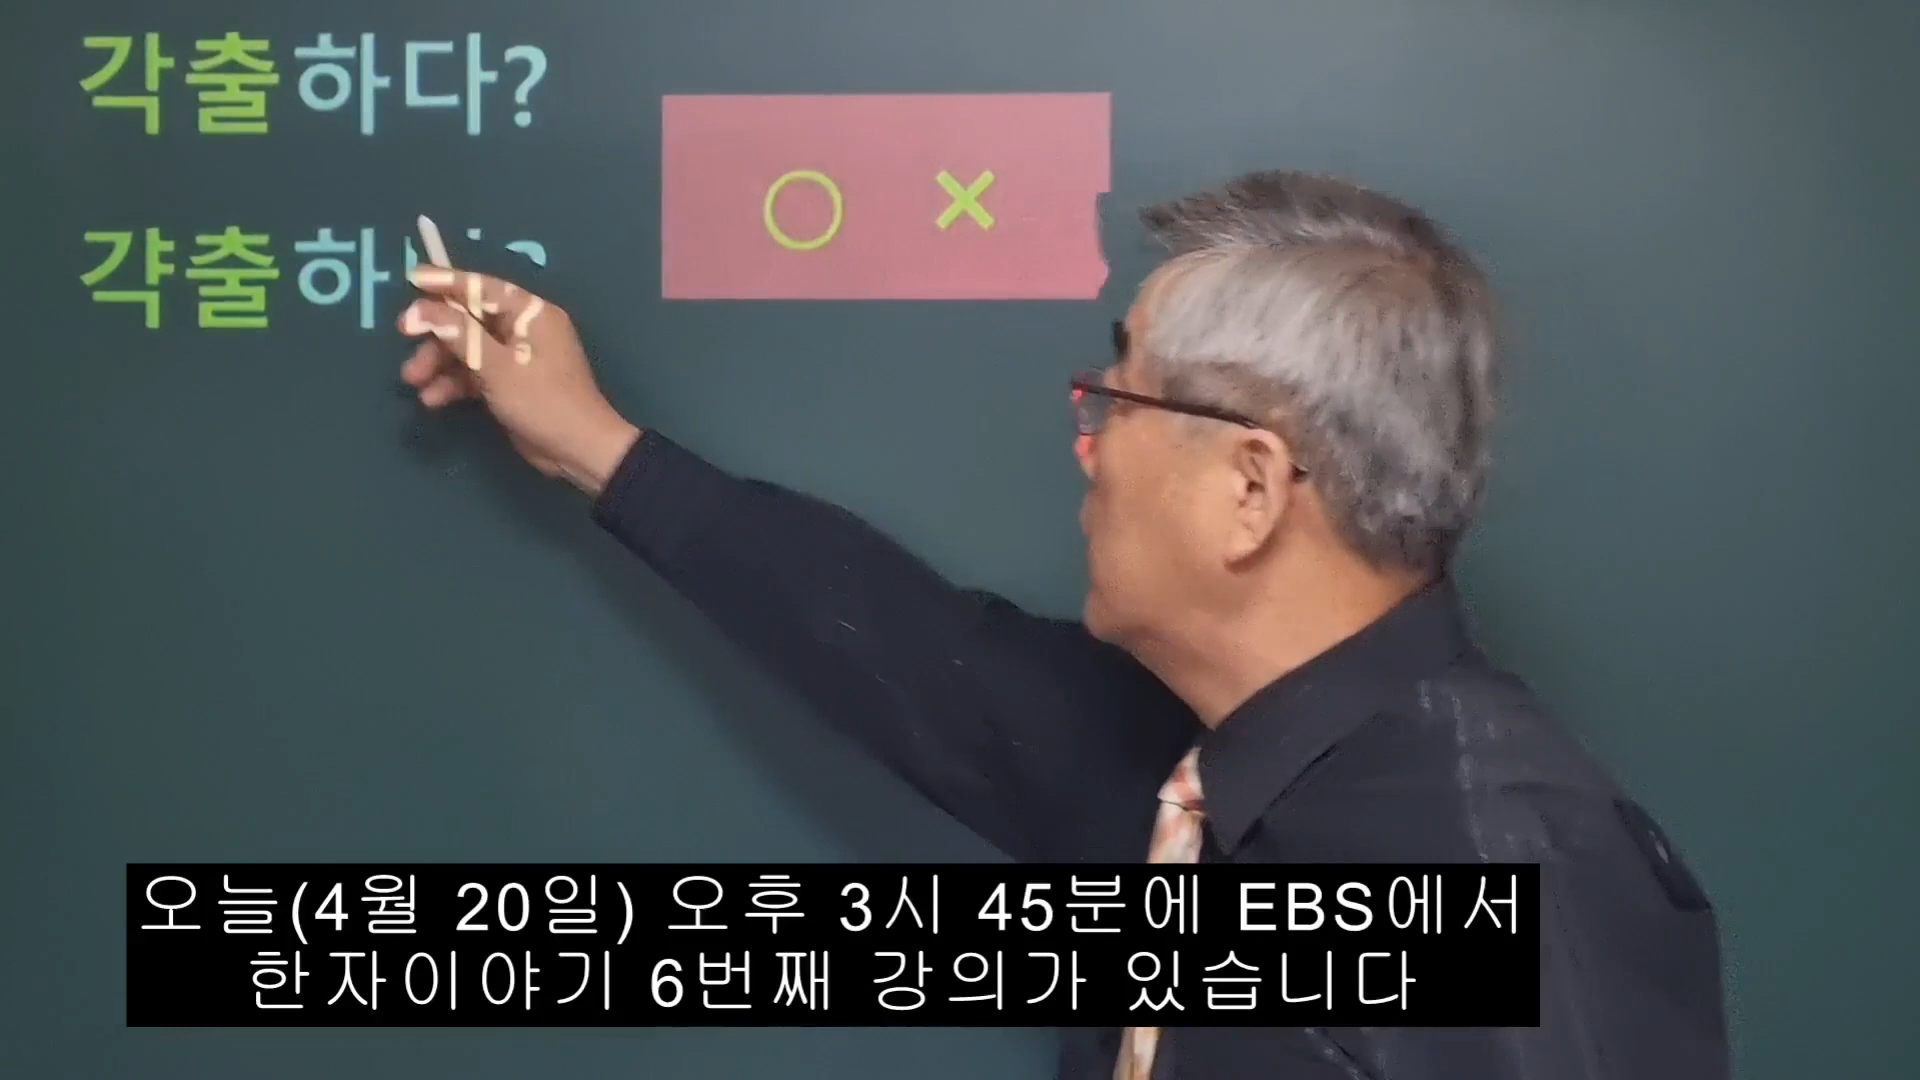 각출하다?
○ ×
갹출하다?
오늘(4월 20일) 오후 3시 45분에 EBS에서
한자이야기 6번째 강의가 있습니다